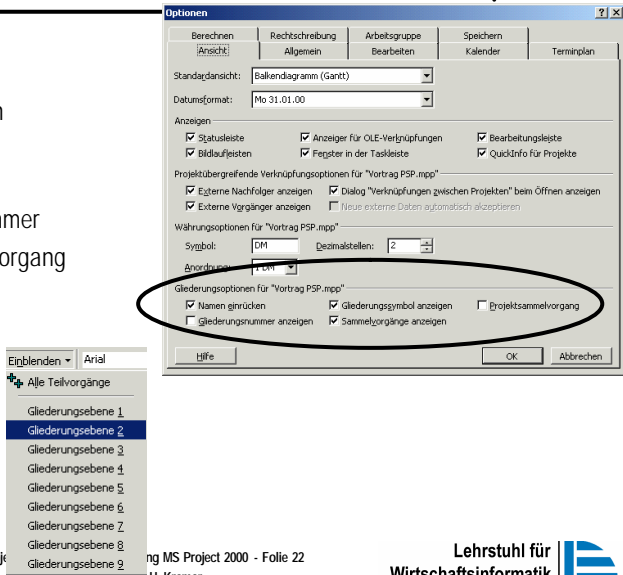 Optionen
Berechnen Rechtschreibung Arbeitsgruppe Speichern
Ansicht Allgemein Bearbeiten Kalender Terminplan
Standardansicht: Balkendiagramm (Gantt)
Datumsformat: Mo 31.01.00
Anzeigen
Statusleiste Anzeiger für OLE-Verknüpfungen Bearbeitungsleiste
Bildlaufleisten Fenster in der Taskleiste QuickInfo für Projekte
Projektübergreifende Verknüpfungsoptionen für "Vortrag PSP.mpp"
Externe Nachfolger anzeigen Dialog "Verknüpfungen zwischen Projekten" beim Öffnen anzeigen
Externe Vorgänger anzeigen Neue externe Daten automatisch akzeptieren
Währungsoptionen für "Vortrag PSP.mpp"
Symbol: DM Dezimalstellen: 2
Anordnung: 1 DM
Gliederungsoptionen für "Vortrag PSP.mpp"
Namen einrücken Gliederungssymbol anzeigen Projektsammelvorgang
Gliederungsnummer anzeigen Sammelvorgänge anzeigen
Hilfe OK Abbrechen
n
mer
organg
Einblenden Arial
Alle Teilvorgänge
Gliederungsebene 1
Gliederungsebene 2
Gliederungsebene 3
Gliederungsebene 4
Gliederungsebene 5
Gliederungsebene 6
Gliederungsebene 7
Gliederungsebene 8
Gliederungsebene 9
ng MS Project 2000 - Folie 22
Lehrstuhl für
Wirtschaftsinformatik